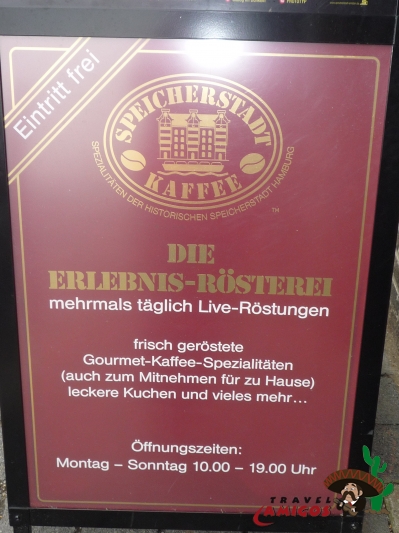 Eintritt frei
SPEICHERSTADT
KAFFEE
SPEZIALITÄTEN DER HISTORISCHEN SPEICHERSTADT HAMBURG
TM
DIE
ERLEBNIS-RÖSTEREI
mehrmals täglich Live-Röstungen
frisch geröstete
Gourmet-Kaffee-Spezialitäten
(auch zum Mitnehmen für zu Hause)
leckere Kuchen und vieles mehr...
Öffnungszeiten:
Montag – Sonntag 10.00 – 19.00 Uhr
TRAVEL
AMIGOS